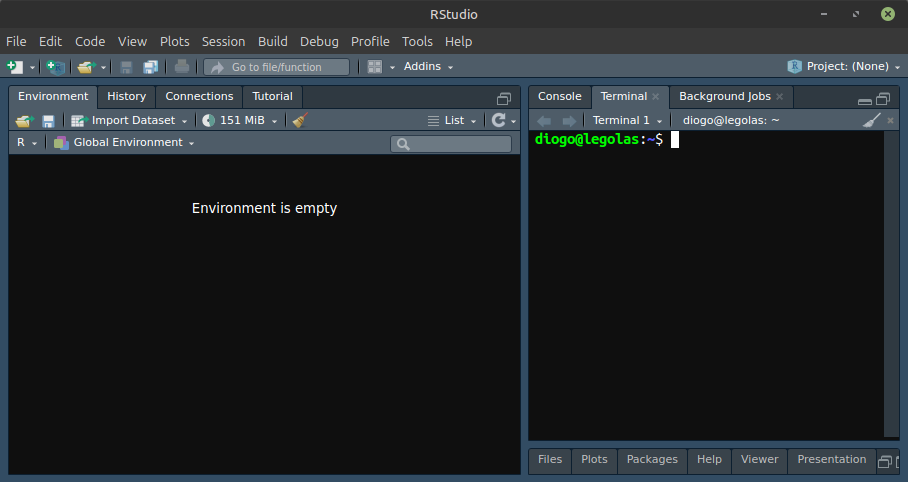 RStudio
File Edit Code View Plots Session Build Debug Profile Tools Help
Go to file/function Addins Project: (None)
Environment History Connections Tutorial
Import Dataset 151 MiB List
R Global Environment
Environment is empty
Console Terminal Background Jobs
Terminal 1 diogo@legolas: ~
diogo@legolas:~$
Files Plots Packages Help Viewer Presentation